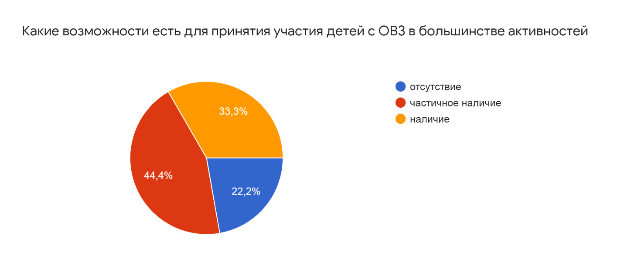 Какие возможности есть для принятия участия детей с ОВЗ в большинстве активностей
отсутствие
частичное наличие
наличие
33,3%
44,4%
22,2%